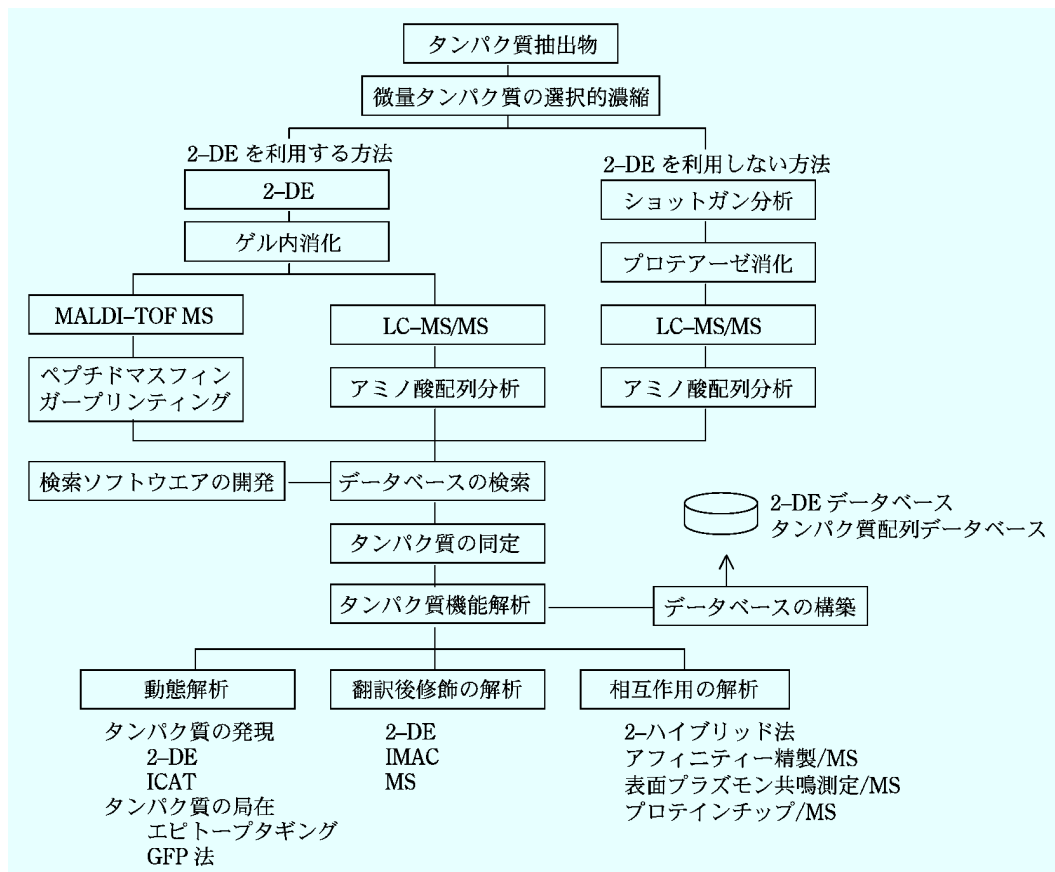 タンパク質抽出物
微量タンパク質の選択的濃縮
2–DE を利用する方法
2–DE
ゲル内消化
MALDI–TOF MS
ペプチドマスフィン
ガープリンティング
LC–MS/MS
アミノ酸配列分析
2–DE を利用しない方法
ショットガン分析
プロテアーゼ消化
LC–MS/MS
アミノ酸配列分析
検索ソフトウエアの開発
データベースの検索
タンパク質の同定
タンパク質機能解析
2–DE データベース
タンパク質配列データベース
データベースの構築
動態解析
タンパク質の発現
2–DE
ICAT
タンパク質の局在
エピトープタギング
GFP 法
翻訳後修飾の解析
2–DE
IMAC
MS
相互作用の解析
2–ハイブリッド法
アフィニティー精製/MS
表面プラズモン共鳴測定/MS
プロテインチップ/MS